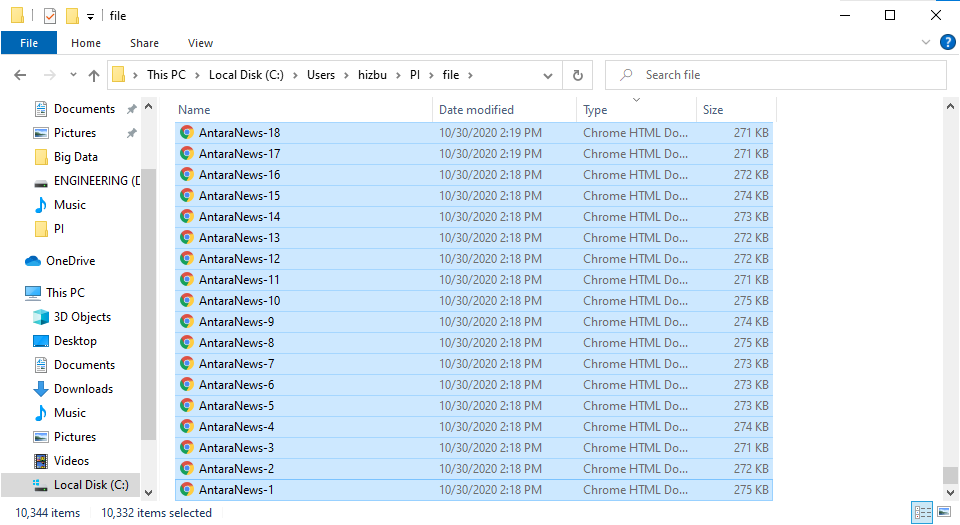 file
File Home Share View
This PC Local Disk (C:) Users hizbu PI file Search file
Name Date modified Type Size
Documents
Pictures
Big Data
ENGINEERING (D
Music
PI
OneDrive
This PC
3D Objects
Desktop
Documents
Downloads
Music
Pictures
Videos
Local Disk (C:)
AntaraNews-18 10/30/2020 2:19 PM Chrome HTML Do... 271 KB
AntaraNews-17 10/30/2020 2:19 PM Chrome HTML Do... 271 KB
AntaraNews-16 10/30/2020 2:18 PM Chrome HTML Do... 272 KB
AntaraNews-15 10/30/2020 2:18 PM Chrome HTML Do... 274 KB
AntaraNews-14 10/30/2020 2:18 PM Chrome HTML Do... 273 KB
AntaraNews-13 10/30/2020 2:18 PM Chrome HTML Do... 272 KB
AntaraNews-12 10/30/2020 2:18 PM Chrome HTML Do... 272 KB
AntaraNews-11 10/30/2020 2:18 PM Chrome HTML Do... 271 KB
AntaraNews-10 10/30/2020 2:18 PM Chrome HTML Do... 275 KB
AntaraNews-9 10/30/2020 2:18 PM Chrome HTML Do... 274 KB
AntaraNews-8 10/30/2020 2:18 PM Chrome HTML Do... 275 KB
AntaraNews-7 10/30/2020 2:18 PM Chrome HTML Do... 273 KB
AntaraNews-6 10/30/2020 2:18 PM Chrome HTML Do... 273 KB
AntaraNews-5 10/30/2020 2:18 PM Chrome HTML Do... 273 KB
AntaraNews-4 10/30/2020 2:18 PM Chrome HTML Do... 274 KB
AntaraNews-3 10/30/2020 2:18 PM Chrome HTML Do... 271 KB
AntaraNews-2 10/30/2020 2:18 PM Chrome HTML Do... 272 KB
AntaraNews-1 10/30/2020 2:18 PM Chrome HTML Do... 275 KB
10,344 items 10,332 items selected